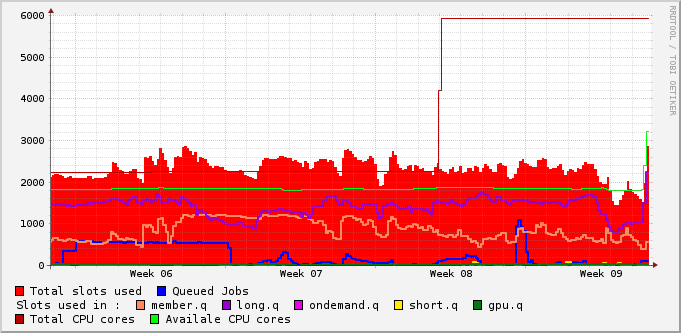 6000
5000
4000
3000
2000
1000
0
Week 06 Week 07 Week 08 Week 09
RRDTOOL / TOBI OETIKER
Total slots used Queued Jobs
Slots used in : member.q long.q ondemand.q short.q gpu.q
Total CPU cores Availale CPU cores